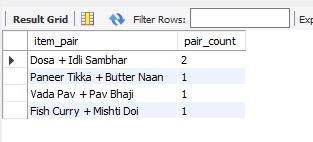 Result Grid Filter Rows: Exp
item_pair pair_count
Dosa + Idli Sambhar 2
Paneer Tikka + Butter Naan 1
Vada Pav + Pav Bhaji 1
Fish Curry + Mishti Doi 1